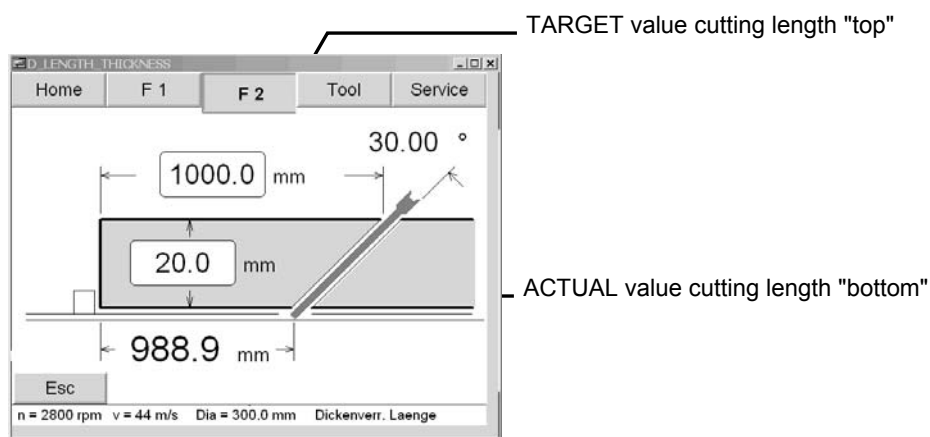 TARGET value cutting length "top"
D_LENGTH_THICKNESS
Home F 1 F 2 Tool Service
30.00 °
1000.0 mm
20.0 mm
ACTUAL value cutting length "bottom"
988.9 mm
Esc
n = 2800 rpm v = 44 m/s Dia = 300.0 mm Dickenverr. Laenge